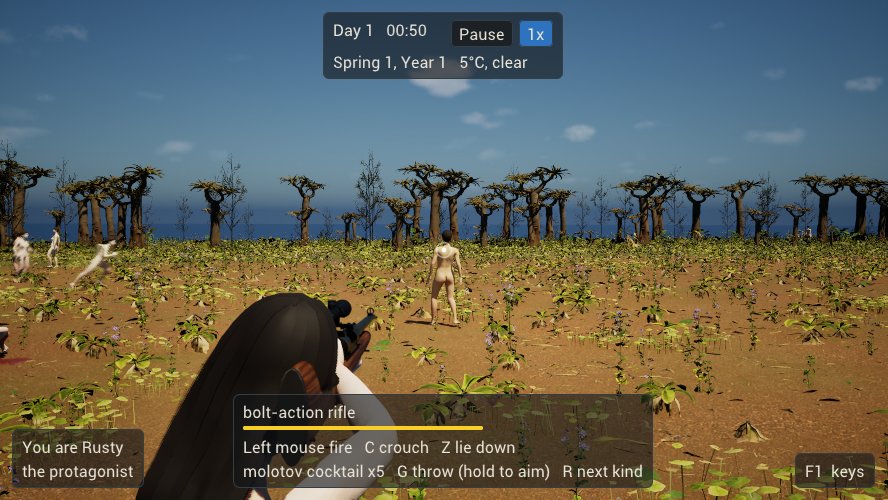 Day 1 00:50 Pause 1x
Spring 1, Year 1 5°C, clear
bolt-action rifle
Left mouse fire C crouch Z lie down
molotov cocktail x5 G throw (hold to aim) R next kind
You are Rusty
the protagonist
F1 keys